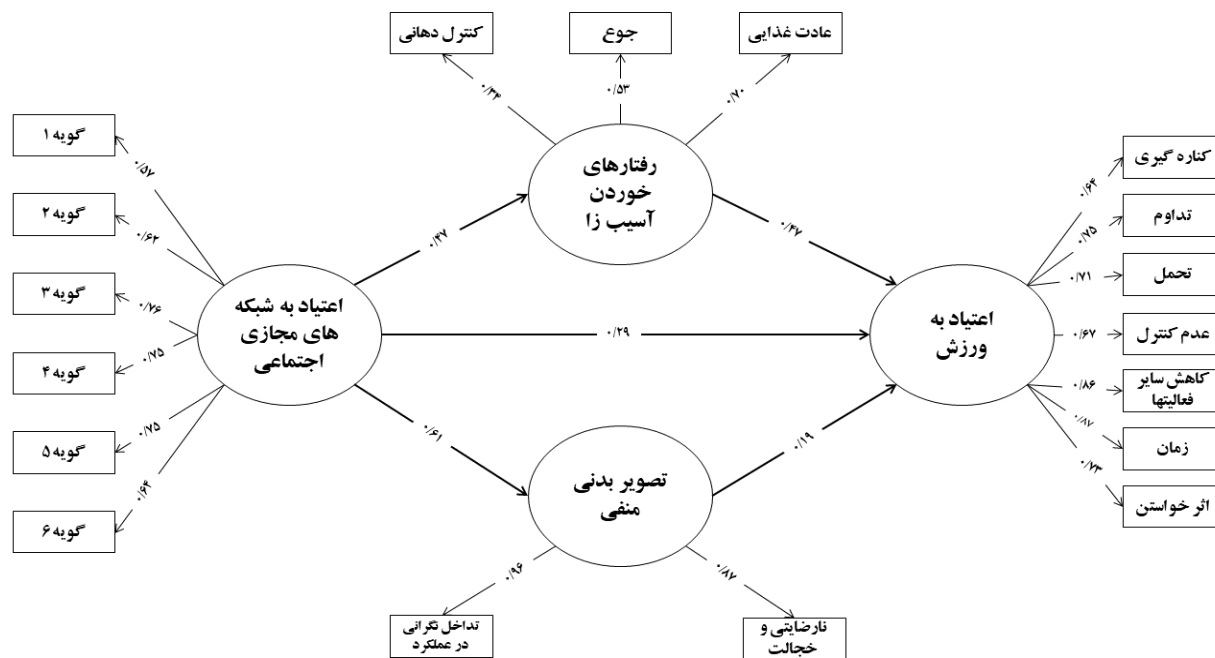 کنترل دهانی
جوع
عادت غذایی
۰/۳۴
۰/۵۳
۰/۷۰
گویه ۱
گویه ۲
گویه ۳
گویه ۴
گویه ۵
گویه ۶
۰/۵۷
۰/۶۲
۰/۷۶
۰/۷۵
۰/۷۵
۰/۶۴
رفتارهای
خوردن
آسیب زا
اعتیاد به شبکه
های مجازی
اجتماعی
اعتیاد به
ورزش
تصویر بدنی
منفی
۰/۴۷
۰/۴۷
۰/۲۹
۰/۶۱
۰/۱۹
کناره گیری
تداوم
تحمل
عدم کنترل
کاهش سایر
فعالیتها
زمان
اثر خواستن
۰/۶۴
۰/۷۵
۰/۷۱
۰/۶۷
۰/۸۶
۰/۸۷
۰/۷۳
۰/۹۶
۰/۸۷
تداخل نگرانی
در عملکرد
نارضایتی و
خجالت